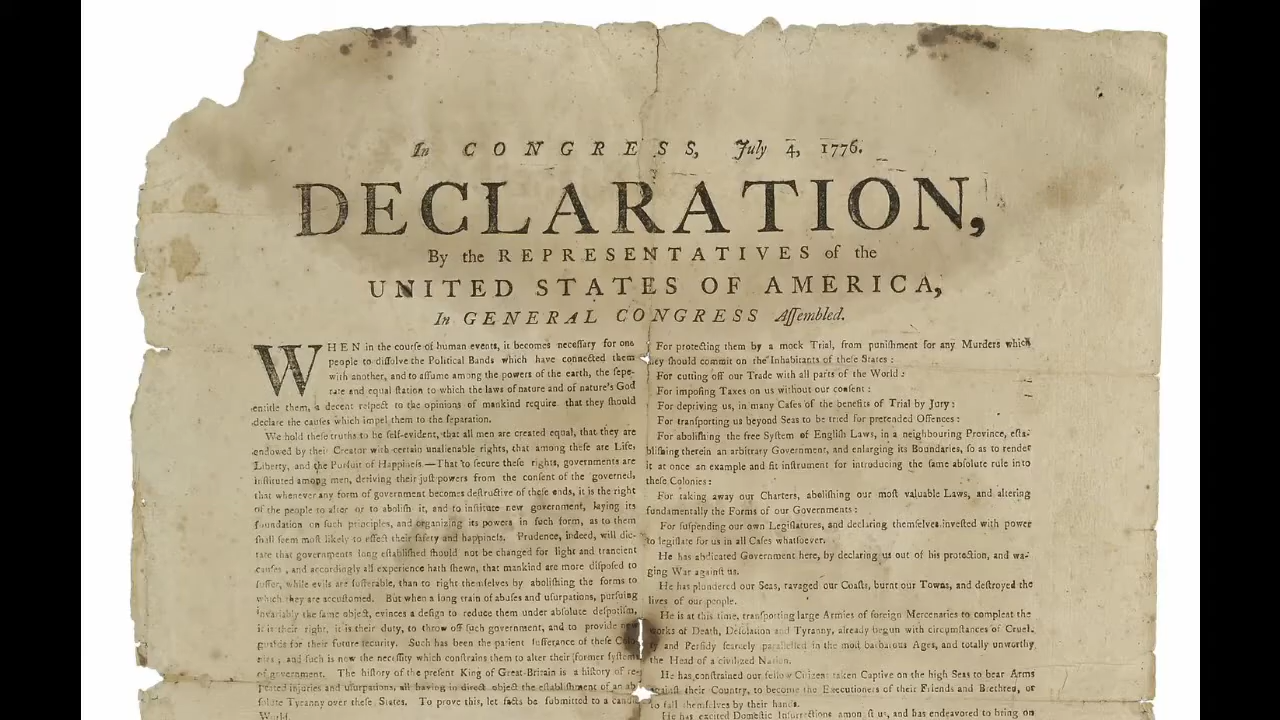 In CONGRESS, July 4, 1776.
DECLARATION,
By the REPRESENTATIVES of the
UNITED STATES OF AMERICA,
In GENERAL CONGRESS Aſſembled.
WHEN in the courſe of human events, it becomes neceſſary for one
people to diſſolve the Political Bands which have connected them
with another, and to aſſume among the powers of the earth, the ſepe-
rate and equal ſtation to which the laws of nature and of nature's God
entitle them, a decent reſpect to the opinions of mankind require that they ſhould
declare the cauſes which impel them to the ſeparation.
We hold theſe truths to be ſelf-evident, that all men are created equal, that they are
endowed by their Creator with certain unalienable rights, that among theſe are Life,
Liberty, and the Purſuit of Happineſs.—That to ſecure theſe rights, governments are
inſtituted among men, deriving their juſt powers from the conſent of the governed,
that whenever any form of government becomes deſtructive of theſe ends, it is the right
of the people to alter or to aboliſh it, and to inſtitute new government, laying its
foundation on ſuch principles, and organizing its powers in ſuch form, as to them
ſhall ſeem moſt likely to effect their ſafety and happineſs. Prudence, indeed, will dic-
tate that governments long eſtabliſhed ſhould not be changed for light and trancient
cauſes, and accordingly all experience hath ſhewn, that mankind are more diſpoſed to
ſuffer, while evils are ſufferable, than to right themſelves by aboliſhing the forms to
which they are accuſtomed. But when a long train of abuſes and uſurpations, purſuing
invariably the ſame object, evinces a deſign to reduce them under abſolute deſpotiſm,
it is their right, it is their duty, to throw off ſuch government, and to provide
guards for their future ſecurity. Such has been the patient ſufferance of theſe
and ſuch is now the neceſſity which conſtrains them to alter their former ſyſtems
of government. The hiſtory of the preſent King of Great-Britain is a hiſtory of re-
peated injuries and uſurpations, all having in direct object the eſtabliſhment of an ab
ſolute Tyranny over theſe States. To prove this, let facts be ſubmitted to a
World.
For protecting them by a mock Trial, from puniſhment for any Murders which
they ſhould commit on the Inhabitants of theſe States:
For cutting off our Trade with all parts of the World:
For impoſing Taxes on us without our conſent:
For depriving us, in many Caſes of the benefits of Trial by Jury:
For tranſporting us beyond Seas to be tried for pretended Offences:
For aboliſhing the free Syſtem of Engliſh Laws, in a neighbouring Province, eſta-
bliſhing therein an arbitrary Government, and enlarging its Boundaries, ſo as to render
it at once an example and fit inſtrument for introducing the ſame abſolute rule into
theſe Colonies:
For taking away our Charters, aboliſhing our moſt valuable Laws, and altering
fundamentally the Forms of our Governments:
For ſuſpending our own Legiſlatures, and declaring themſelves inveſted with power
to legiſlate for us in all Caſes whatſoever.
He has abdicated Government here, by declaring us out of his protection, and wa-
ging War againſt us.
He has plundered our Seas, ravaged our Coaſts, burnt our Towns, and deſtroyed the
lives of our people.
He is at this time, tranſporting large Armies of foreign Mercenaries to compleat the
works of Death, Deſolation and Tyranny, already begun with circumſtances of Cruel-
and Perfidy ſcarcely paralleled in the moſt barbarous Ages, and totally unworthy
the Head of a civilized Nation.
He has conſtrained our fellow Citizens taken Captive on the high Seas to bear Arms
againſt their Country, to become the Executioners of their Friends and Brethred, or
to fall themſelves by their hands.
He has excited Domeſtic Inſurrections amongſt us, and has endeavored to bring on